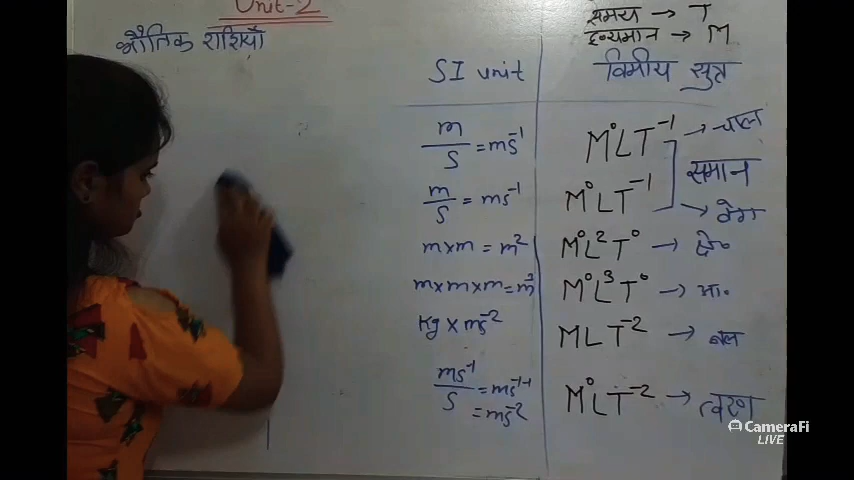 Unit-2
समय → T
द्रव्यमान → M
भौतिक राशियाँ
SI unit
विमीय सुत्र
m/s = ms⁻¹
M⁰LT⁻¹ → चाल
समान
m/s = ms⁻¹
M⁰LT⁻¹ → वेग
m×m = m²
M⁰L²T⁰ → क्षे॰
m×m×m = m³
M⁰L³T⁰ → आ॰
Kg × ms⁻²
MLT⁻² → बल
ms⁻¹/s = ms⁻¹⁻¹
= ms⁻²
M⁰LT⁻² → त्वरण
CameraFi
LIVE